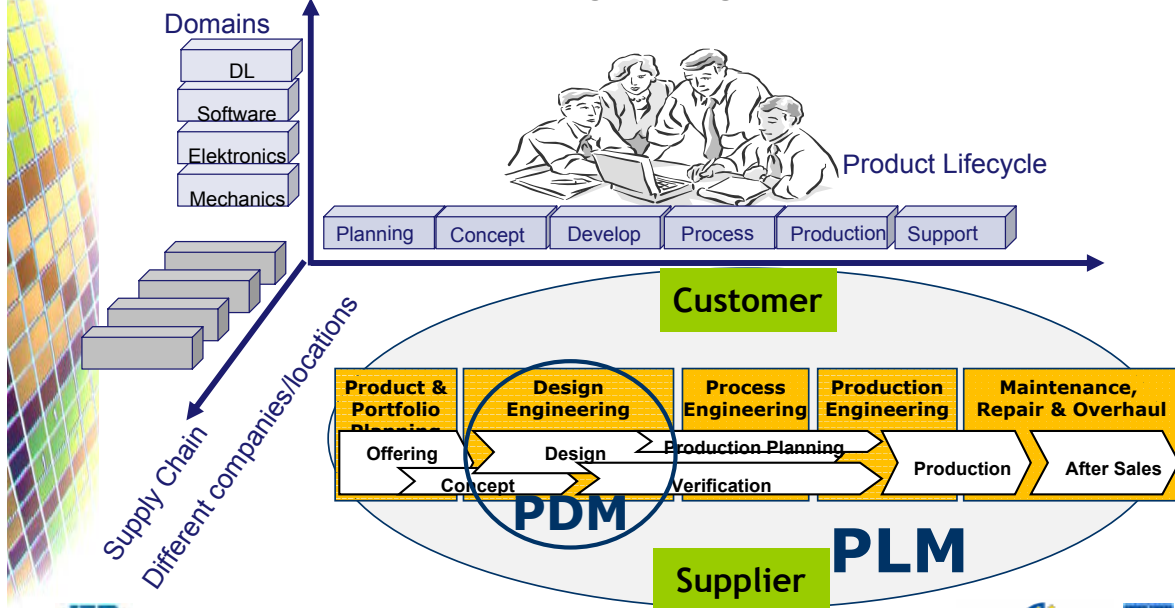 Domains
DL
Software
Elektronics
Mechanics
Product Lifecycle
Planning
Concept
Develop
Process
Production
Support
Supply Chain
Different companies/locations
Customer
Product &
Portfolio
Planning
Design
Engineering
Process
Engineering
Production
Engineering
Maintenance,
Repair & Overhaul
Offering
Concept
Design
Production Planning
Verification
Production
After Sales
PDM
PLM
Supplier